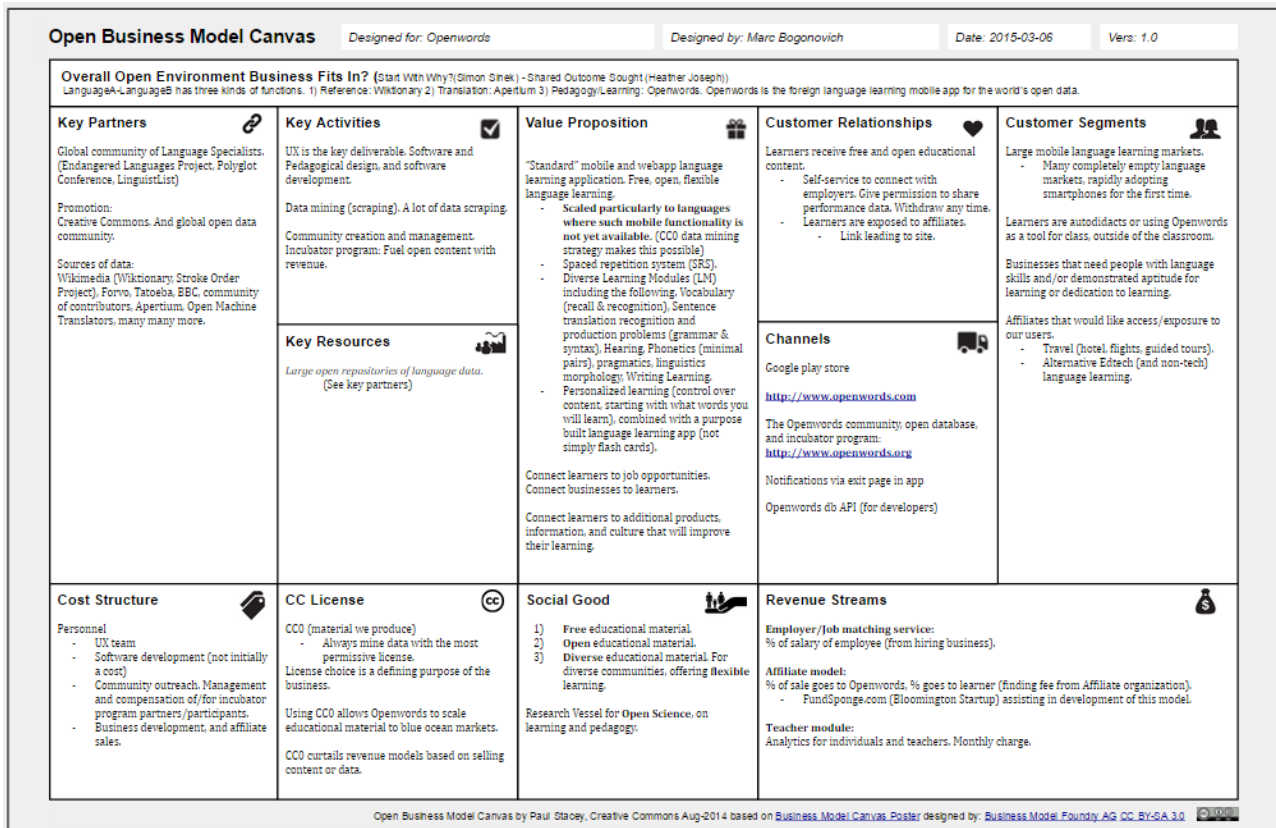 Open Business Model Canvas
Designed for: Openwords
Designed by: Marc Bogonovich
Date: 2015-03-06
Vers: 1.0
Overall Open Environment Business Fits In? (Start With Why?(Simon Sinek) - Shared Outcome Sought (Heather Joseph))
LanguageA-LanguageB has three kinds of functions. 1) Reference: Wiktionary 2) Translation: Apertium 3) Pedagogy/Learning: Openwords. Openwords is the foreign language learning mobile app for the world's open data.
Key Partners
Global community of Language Specialists.
(Endangered Languages Project, Polyglot
Conference, LinguistList)
Promotion:
Creative Commons. And global open data
community.
Sources of data:
Wikimedia (Wiktionary, Stroke Order
Project), Forvo, Tatoeba, BBC, community
of contributors, Apertium, Open Machine
Translators, many many more.
Key Activities
UX is the key deliverable. Software and
Pedagogical design, and software
development.
Data mining (scraping). A lot of data scraping.
Community creation and management.
Incubator program: Fuel open content with
revenue.
Key Resources
Large open repositories of language data.
(See key partners)
Value Proposition
"Standard" mobile and webapp language
learning application. Free, open, flexible
language learning.
- Scaled particularly to languages
where such mobile functionality is
not yet available. (CC0 data mining
strategy makes this possible)
- Spaced repetition system (SRS).
- Diverse Learning Modules (LM)
including the following. Vocabulary
(recall & recognition), Sentence
translation recognition and
production problems (grammar &
syntax), Hearing, Phonetics (minimal
pairs), pragmatics, linguistics
morphology, Writing Learning.
- Personalized learning (control over
content, starting with what words you
will learn), combined with a purpose
built language learning app (not
simply flash cards).
Connect learners to job opportunities.
Connect businesses to learners.
Connect learners to additional products,
information, and culture that will improve
their learning.
Customer Relationships
Learners receive free and open educational
content.
- Self-service to connect with
employers. Give permission to share
performance data. Withdraw any time.
- Learners are exposed to affiliates.
- Link leading to site.
Channels
Google play store
http://www.openwords.com
The Openwords community, open database,
and incubator program:
http://www.openwords.org
Notifications via exit page in app
Openwords db API (for developers)
Customer Segments
Large mobile language learning markets.
- Many completely empty language
markets, rapidly adopting
smartphones for the first time.
Learners are autodidacts or using Openwords
as a tool for class, outside of the classroom.
Businesses that need people with language
skills and/or demonstrated aptitude for
learning or dedication to learning.
Affiliates that would like access/exposure to
our users.
- Travel (hotel, flights, guided tours).
- Alternative Edtech (and non-tech)
language learning.
Cost Structure
Personnel
- UX team
- Software development (not initially
a cost)
- Community outreach. Management
and compensation of/for incubator
program partners/participants.
- Business development, and affiliate
sales.
CC License
cc
CC0 (material we produce)
- Always mine data with the most
permissive license.
License choice is a defining purpose of the
business.
Using CC0 allows Openwords to scale
educational material to blue ocean markets.
CC0 curtails revenue models based on selling
content or data.
Social Good
1) Free educational material.
2) Open educational material.
3) Diverse educational material. For
diverse communities, offering flexible
learning.
Research Vessel for Open Science, on
learning and pedagogy.
Revenue Streams
$
Employer/Job matching service:
% of salary of employee (from hiring business).
Affiliate model:
% of sale goes to Openwords, % goes to learner (finding fee from Affiliate organization).
- FundSponge.com (Bloomington Startup) assisting in development of this model.
Teacher module:
Analytics for individuals and teachers. Monthly charge.
Open Business Model Canvas by Paul Stacey, Creative Commons Aug-2014 based on Business Model Canvas Poster designed by: Business Model Foundry AG CC BY-SA 3.0